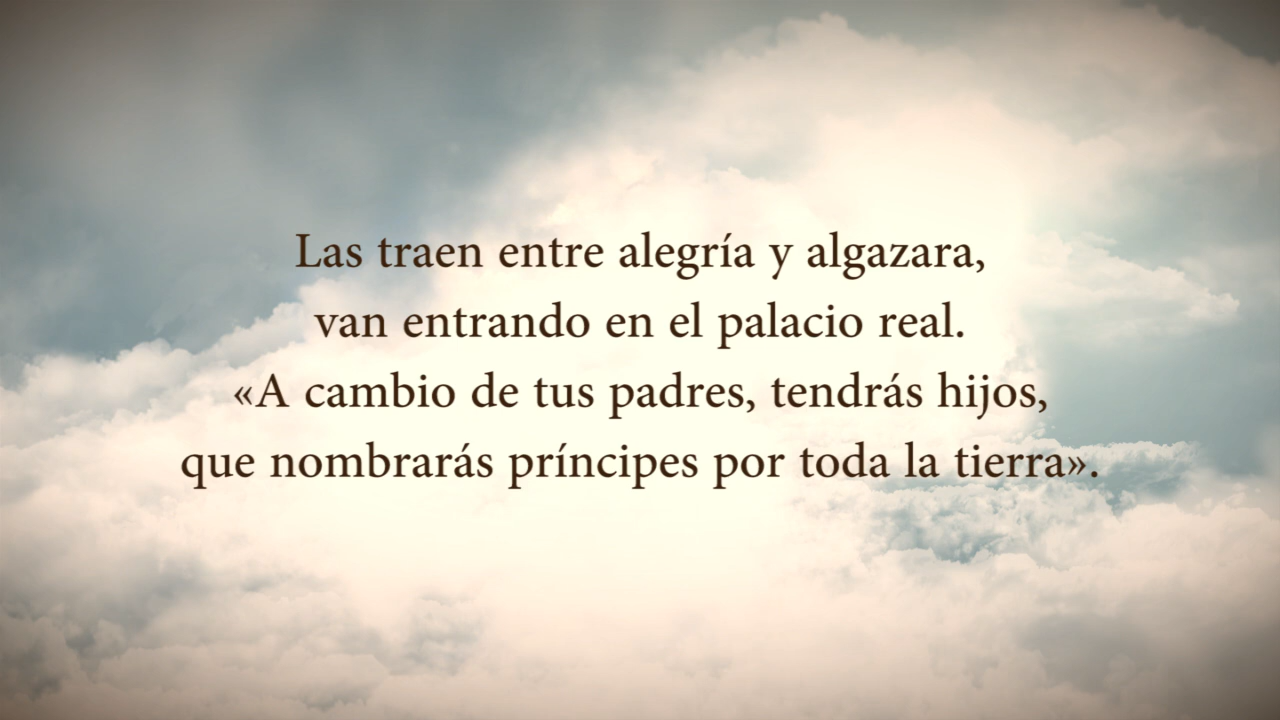 Las traen entre alegría y algazara,
van entrando en el palacio real.
«A cambio de tus padres, tendrás hijos,
que nombrarás príncipes por toda la tierra».